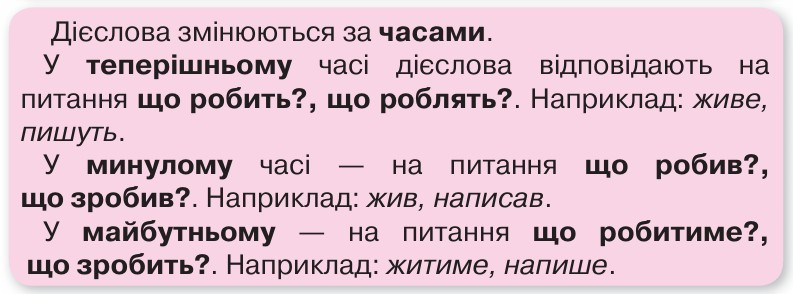 Дієслова змінюються за часами.
У теперішньому часі дієслова відповідають на
питання що робить?, що роблять?. Наприклад: живе,
пишуть.
У минулому часі — на питання що робив?,
що зробив?. Наприклад: жив, написав.
У майбутньому — на питання що робитиме?,
що зробить?. Наприклад: житиме, напише.